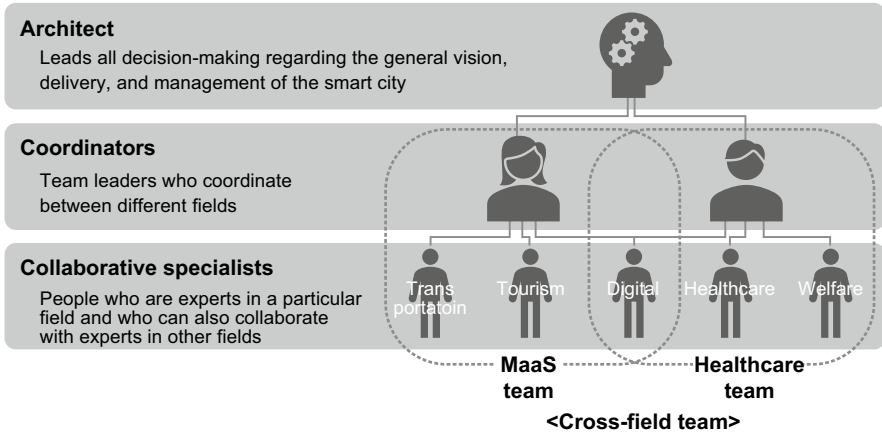 Architect
Leads all decision-making regarding the general vision,
delivery, and management of the smart city
Coordinators
Team leaders who coordinate
between different fields
Collaborative specialists
People who are experts in a particular
field and who can also collaborate
with experts in other fields
Trans
portatoin
Tourism
Digital
Healthcare
Welfare
MaaS
team
Healthcare
team
<Cross-field team>